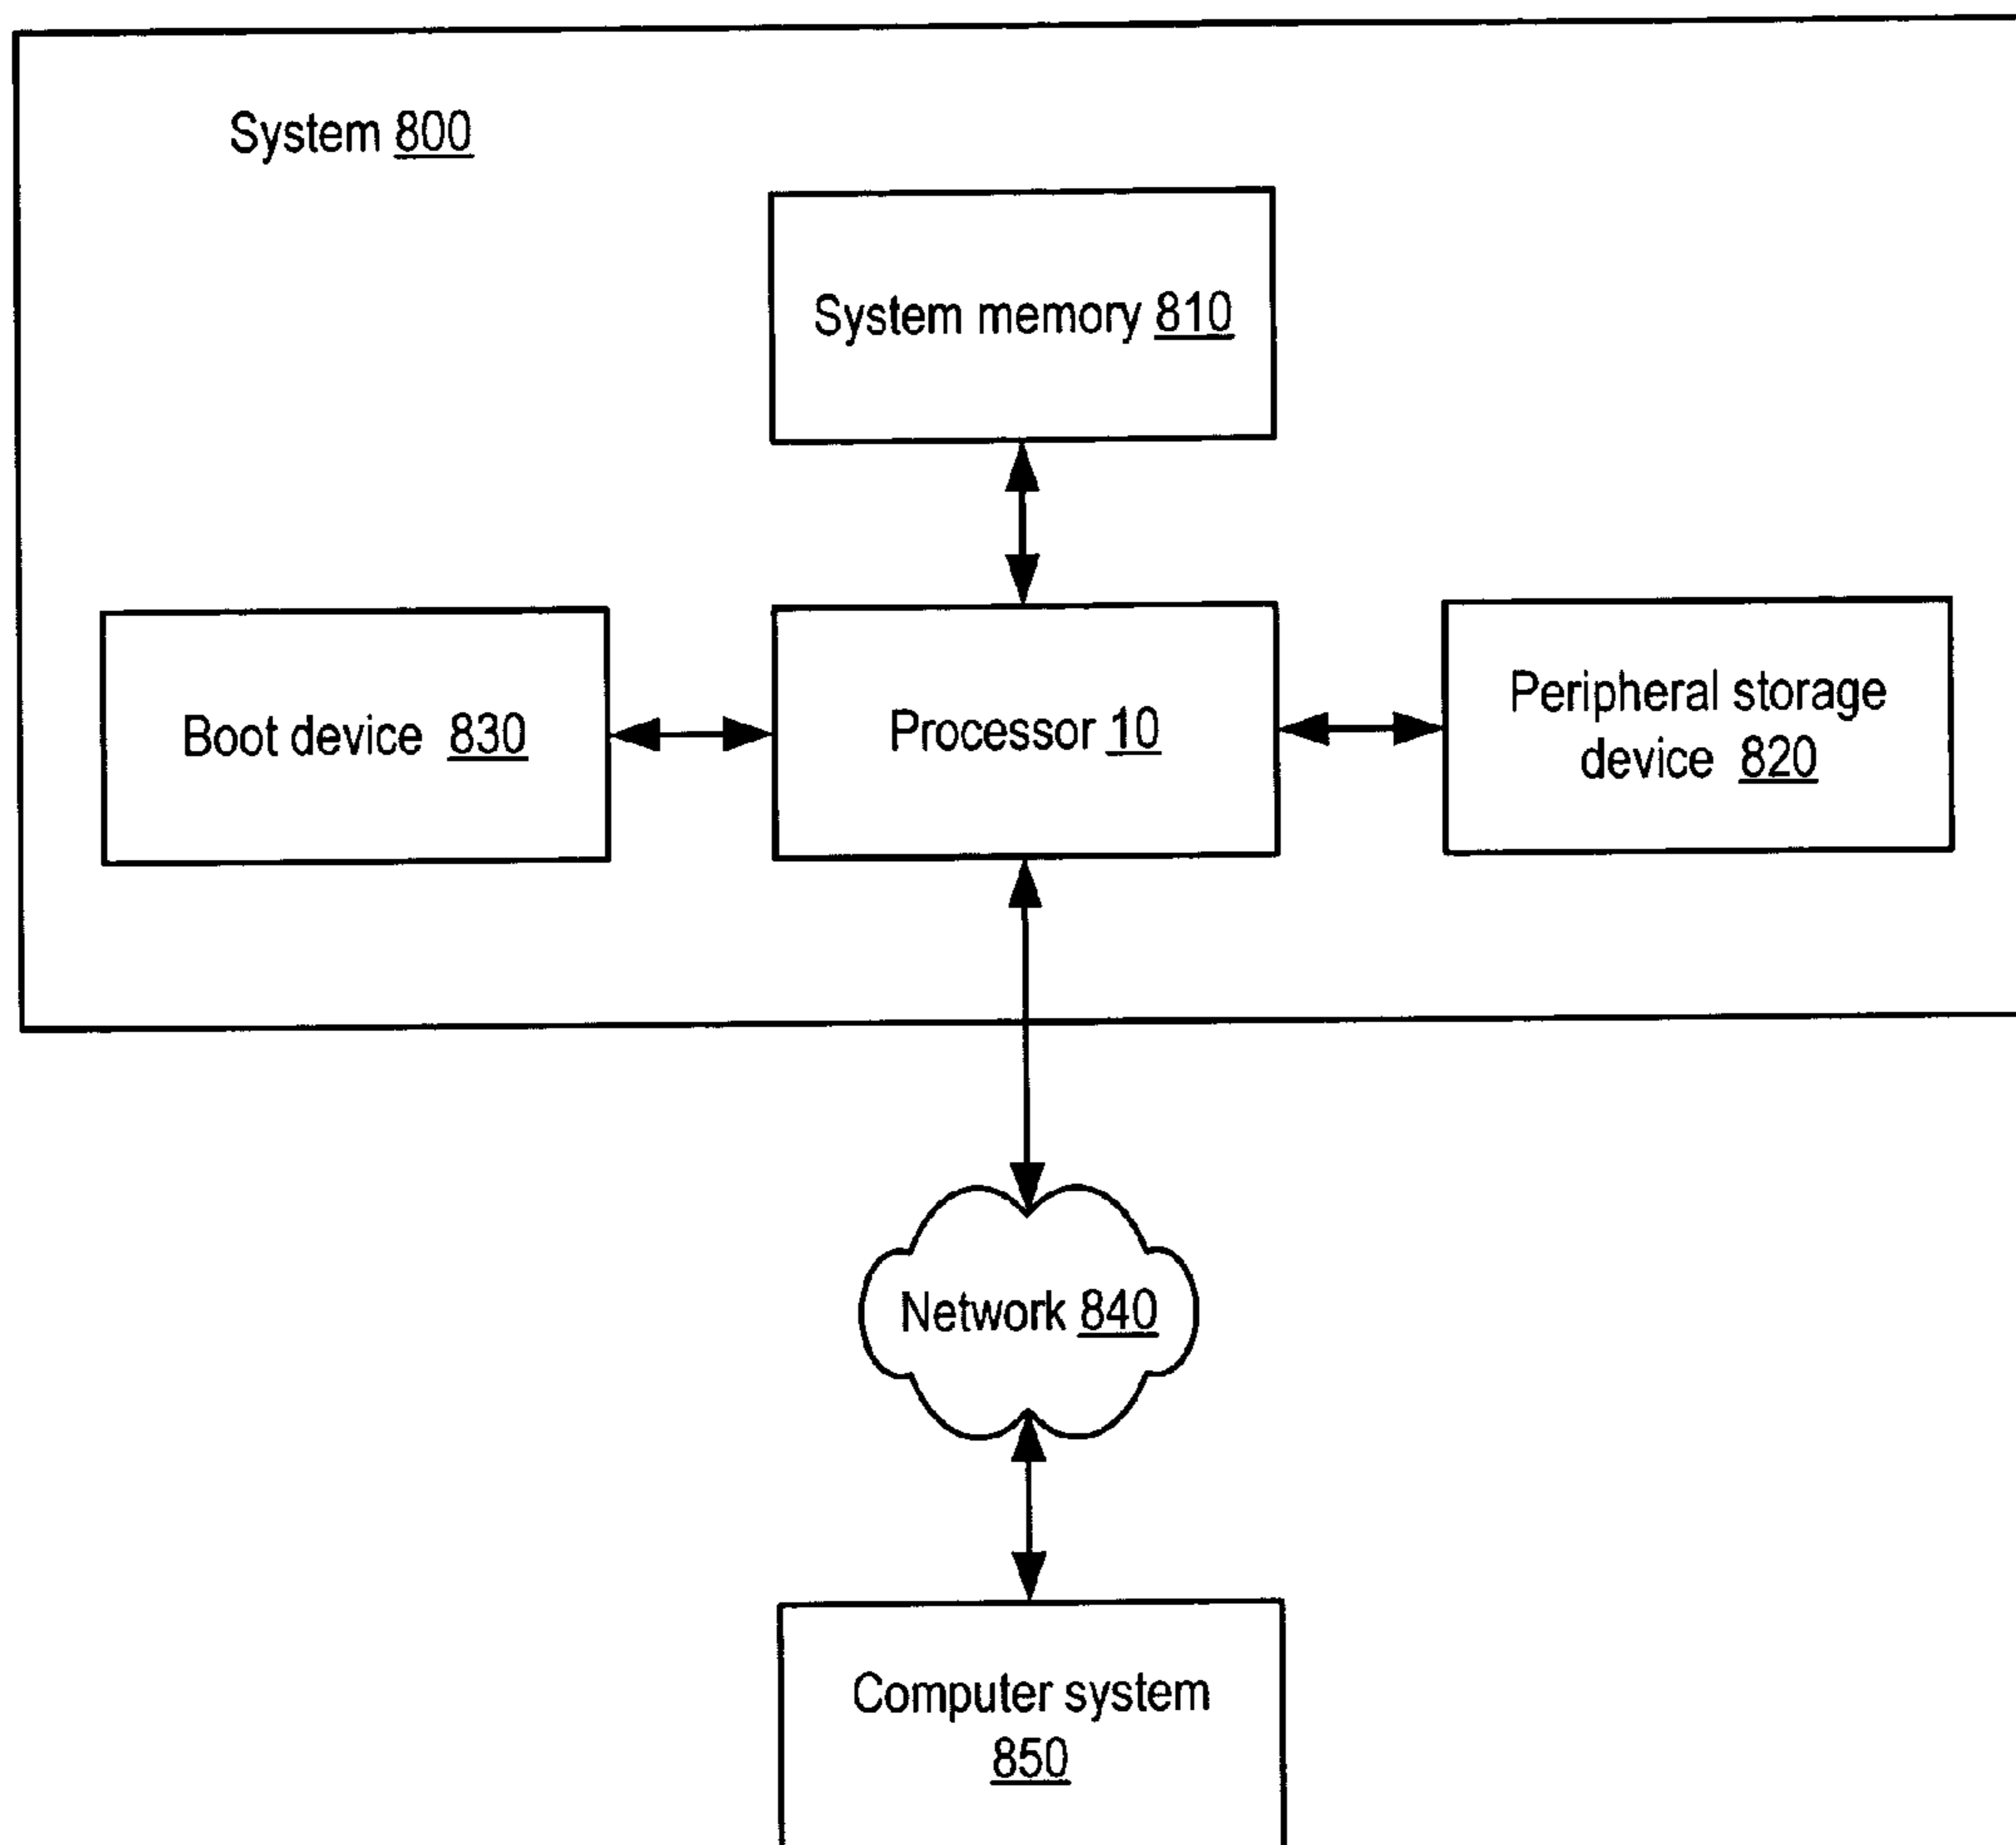 System 800
System memory 810
Boot device 830
Processor 10
Peripheral storage
device 820
Network 840
Computer system
850